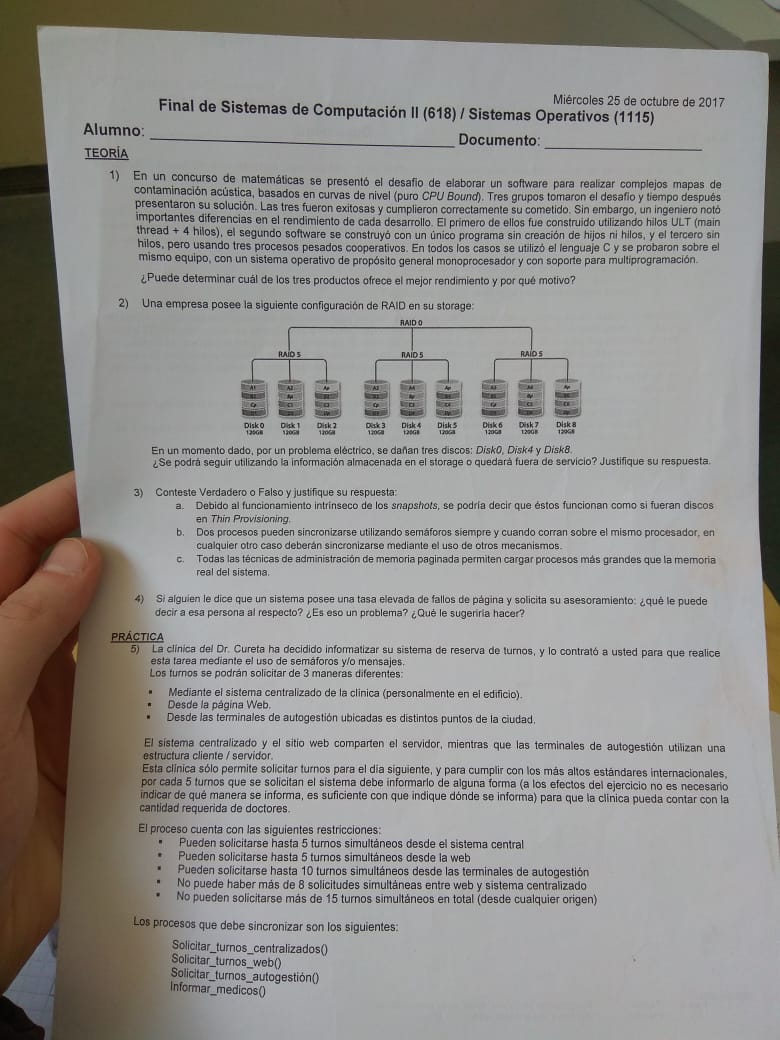 Miércoles 25 de octubre de 2017
Final de Sistemas de Computación II (618) / Sistemas Operativos (1115)
Alumno: Documento:
TEORÍA
1) En un concurso de matemáticas se presentó el desafío de elaborar un software para realizar complejos mapas de
contaminación acústica, basados en curvas de nivel (puro CPU Bound). Tres grupos tomaron el desafío y tiempo después
presentaron su solución. Las tres fueron exitosas y cumplieron correctamente su cometido. Sin embargo, un ingeniero notó
importantes diferencias en el rendimiento de cada desarrollo. El primero de ellos fue construido utilizando hilos ULT (main
thread + 4 hilos), el segundo software se construyó con un único programa sin creación de hijos ni hilos, y el tercero sin
hilos, pero usando tres procesos pesados cooperativos. En todos los casos se utilizó el lenguaje C y se probaron sobre el
mismo equipo, con un sistema operativo de propósito general monoprocesador y con soporte para multiprogramación.
¿Puede determinar cuál de los tres productos ofrece el mejor rendimiento y por qué motivo?
2) Una empresa posee la siguiente configuración de RAID en su storage:
RAID 0
RAID 5 RAID 5 RAID 5
Disk 0 Disk 1 Disk 2 Disk 3 Disk 4 Disk 5 Disk 6 Disk 7 Disk 8
120GB 120GB 120GB 120GB 120GB 120GB 120GB 120GB 120GB
En un momento dado, por un problema eléctrico, se dañan tres discos: Disk0, Disk4 y Disk8.
¿Se podrá seguir utilizando la información almacenada en el storage o quedará fuera de servicio? Justifique su respuesta.
3) Conteste Verdadero o Falso y justifique su respuesta:
a. Debido al funcionamiento intrínseco de los snapshots, se podría decir que éstos funcionan como si fueran discos
en Thin Provisioning.
b. Dos procesos pueden sincronizarse utilizando semáforos siempre y cuando corran sobre el mismo procesador, en
cualquier otro caso deberán sincronizarse mediante el uso de otros mecanismos.
c. Todas las técnicas de administración de memoria paginada permiten cargar procesos más grandes que la memoria
real del sistema.
4) Si alguien le dice que un sistema posee una tasa elevada de fallos de página y solicita su asesoramiento: ¿qué le puede
decir a esa persona al respecto? ¿Es eso un problema? ¿Qué le sugeriría hacer?
PRÁCTICA
5) La clínica del Dr. Cureta ha decidido informatizar su sistema de reserva de turnos, y lo contrató a usted para que realice
esta tarea mediante el uso de semáforos y/o mensajes.
Los turnos se podrán solicitar de 3 maneras diferentes:
▪ Mediante el sistema centralizado de la clínica (personalmente en el edificio).
▪ Desde la página Web.
▪ Desde las terminales de autogestión ubicadas es distintos puntos de la ciudad.
El sistema centralizado y el sitio web comparten el servidor, mientras que las terminales de autogestión utilizan una
estructura cliente / servidor.
Esta clínica sólo permite solicitar turnos para el día siguiente, y para cumplir con los más altos estándares internacionales,
por cada 5 turnos que se solicitan el sistema debe informarlo de alguna forma (a los efectos del ejercicio no es necesario
indicar de qué manera se informa, es suficiente con que indique dónde se informa) para que la clínica pueda contar con la
cantidad requerida de doctores.
El proceso cuenta con las siguientes restricciones:
▪ Pueden solicitarse hasta 5 turnos simultáneos desde el sistema central
▪ Pueden solicitarse hasta 5 turnos simultáneos desde la web
▪ Pueden solicitarse hasta 10 turnos simultáneos desde las terminales de autogestión
▪ No puede haber más de 8 solicitudes simultáneas entre web y sistema centralizado
▪ No pueden solicitarse más de 15 turnos simultáneos en total (desde cualquier origen)
Los procesos que debe sincronizar son los siguientes:
Solicitar_turnos_centralizados()
Solicitar_turnos_web()
Solicitar_turnos_autogestión()
Informar_medicos()